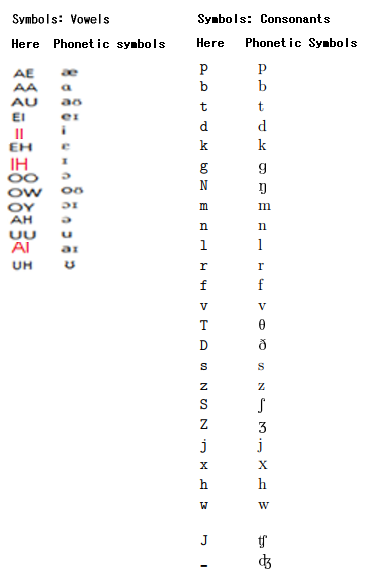 Symbols: Vowels
Here Phonetic symbols
AE æ
AA ɑ
AU aʊ
EI eɪ
II i
EH ɛ
IH ɪ
OO ɔ
OW oʊ
OY ɔɪ
AH ə
UU u
AI aɪ
UH ʊ
Symbols: Consonants
Here Phonetic Symbols
p p
b b
t t
d d
k k
g g
N ŋ
m m
n n
l l
r r
f f
v v
T θ
D ð
s s
z z
S ʃ
Z ʒ
j j
x x
h h
w w
J ʧ
_ ʤ